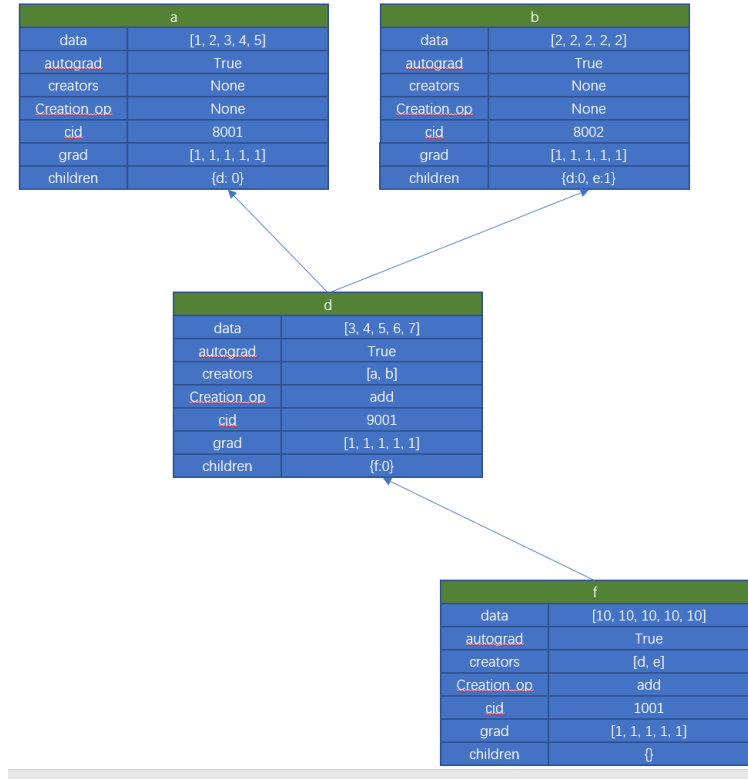 a
data [1, 2, 3, 4, 5]
autograd True
creators None
Creation_op None
cid 8001
grad [1, 1, 1, 1, 1]
children {d: 0}
b
data [2, 2, 2, 2, 2]
autograd True
creators None
Creation_op None
cid 8002
grad [1, 1, 1, 1, 1]
children {d:0, e:1}
d
data [3, 4, 5, 6, 7]
autograd True
creators [a, b]
Creation_op add
cid 9001
grad [1, 1, 1, 1, 1]
children {f:0}
f
data [10, 10, 10, 10, 10]
autograd True
creators [d, e]
Creation_op add
cid 1001
grad [1, 1, 1, 1, 1]
children {}